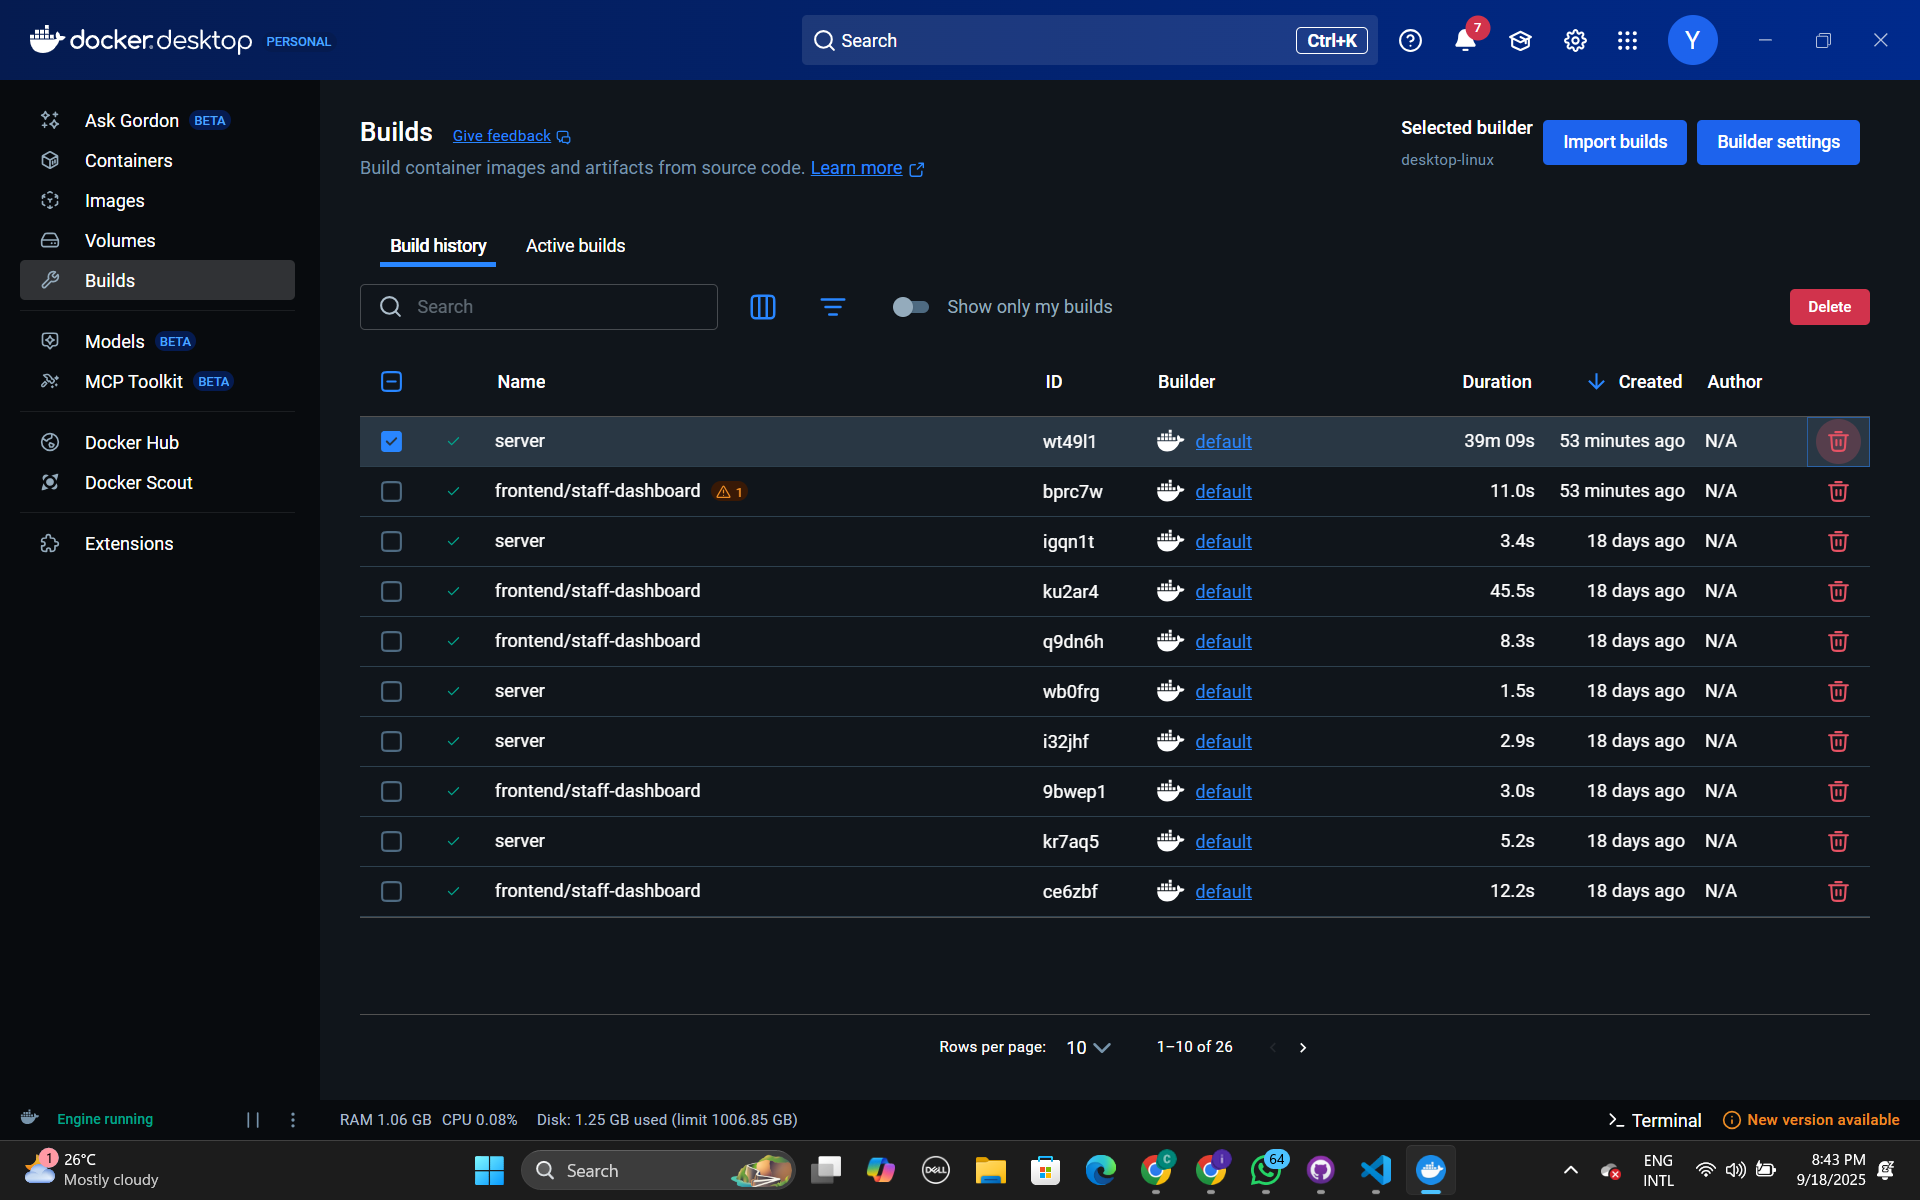 docker.desktop PERSONAL
Search Ctrl+K
7
Y
Ask Gordon BETA
Containers
Images
Volumes
Builds
Models BETA
MCP Toolkit BETA
Docker Hub
Docker Scout
Extensions
Builds Give feedback
Build container images and artifacts from source code. Learn more
Selected builder
desktop-linux
Import builds
Builder settings
Build history Active builds
Search
Show only my builds
Delete
Name ID Builder Duration Created Author
server wt49l1 default 39m 09s 53 minutes ago N/A
frontend/staff-dashboard 1 bprc7w default 11.0s 53 minutes ago N/A
server igqn1t default 3.4s 18 days ago N/A
frontend/staff-dashboard ku2ar4 default 45.5s 18 days ago N/A
frontend/staff-dashboard q9dn6h default 8.3s 18 days ago N/A
server wb0frg default 1.5s 18 days ago N/A
server i32jhf default 2.9s 18 days ago N/A
frontend/staff-dashboard 9bwep1 default 3.0s 18 days ago N/A
server kr7aq5 default 5.2s 18 days ago N/A
frontend/staff-dashboard ce6zbf default 12.2s 18 days ago N/A
Rows per page: 10 1–10 of 26
Engine running
RAM 1.06 GB CPU 0.08% Disk: 1.25 GB used (limit 1006.85 GB)
Terminal
New version available
1
26°C
Mostly cloudy
Search
DELL
C
i
64
ENG
INTL
8:43 PM
9/18/2025